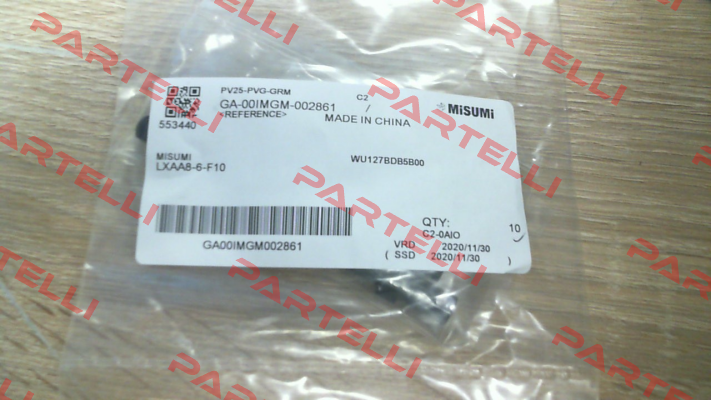 PV25-PVG-GRM
C2
GA-00IMGM-002861 /
<REFERENCE>
MADE IN CHINA
MiSUMi
553440
MISUMI
LXAA8-6-F10
WU127BDB5B00
QTY: 10
C2-0AIO
GA00IMGM002861
VRD 2020/11/30
( SSD 2020/11/30 )
PARTELLI
PARTELLI
PARTELLI
PARTELLI
PARTELLI
PARTELLI
PARTELLI